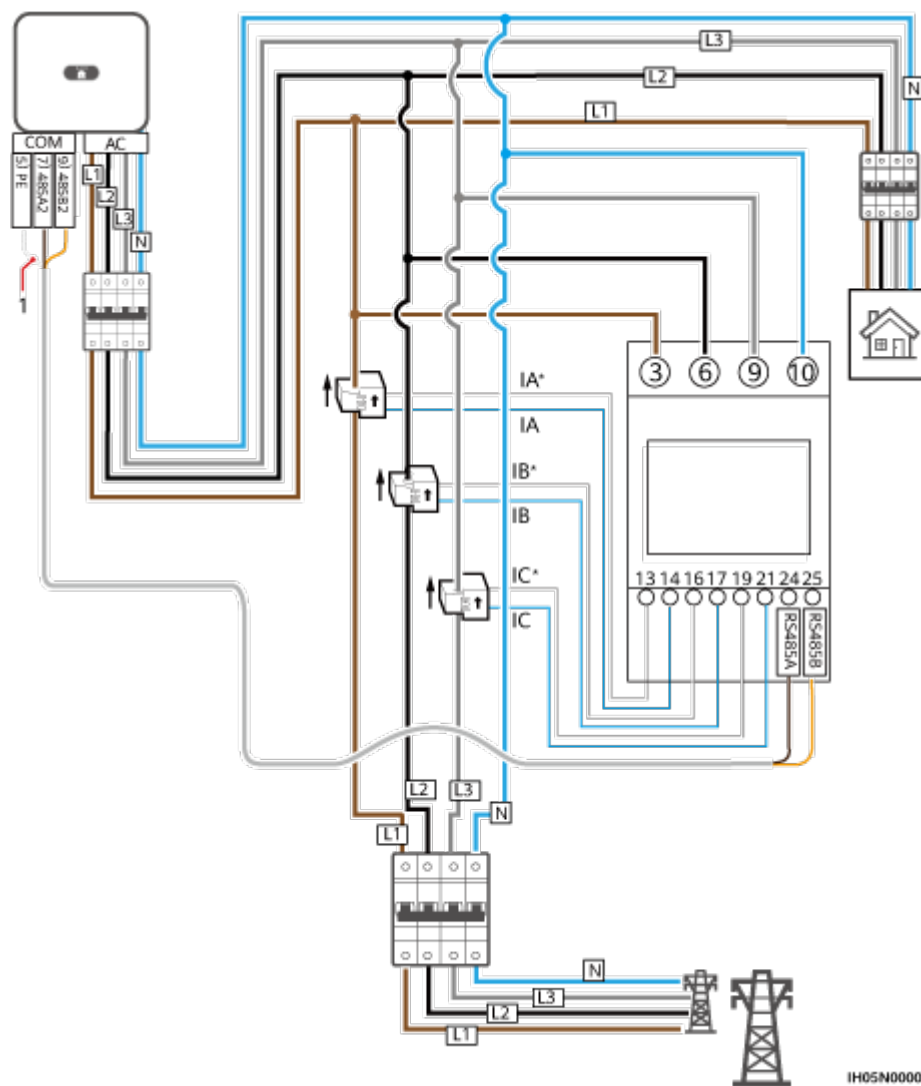 L3
L2
N
L1
COM
AC
5) PE
7) 485A2
9) 485B2
L1
L2
L3
N
1
3
6
9
10
IA*
IA
IB*
IB
IC*
IC
13 14 16 17 19 21 24 25
RS485A
RS485B
L2
L3
N
L1
N
L3
L2
L1
IH05N0000